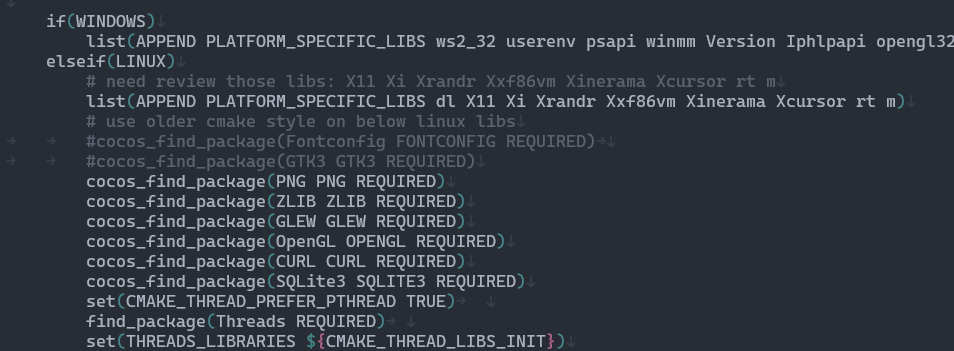 if(WINDOWS)
list(APPEND PLATFORM_SPECIFIC_LIBS ws2_32 userenv psapi winmm Version Iphlpapi opengl32
elseif(LINUX)
# need review those libs: X11 Xi Xrandr Xxf86vm Xinerama Xcursor rt m
list(APPEND PLATFORM_SPECIFIC_LIBS dl X11 Xi Xrandr Xxf86vm Xinerama Xcursor rt m)
# use older cmake style on below linux libs
#cocos_find_package(Fontconfig FONTCONFIG REQUIRED)
#cocos_find_package(GTK3 GTK3 REQUIRED)
cocos_find_package(PNG PNG REQUIRED)
cocos_find_package(ZLIB ZLIB REQUIRED)
cocos_find_package(GLEW GLEW REQUIRED)
cocos_find_package(OpenGL OPENGL REQUIRED)
cocos_find_package(CURL CURL REQUIRED)
cocos_find_package(SQLite3 SQLITE3 REQUIRED)
set(CMAKE_THREAD_PREFER_PTHREAD TRUE)
find_package(Threads REQUIRED)
set(THREADS_LIBRARIES ${CMAKE_THREAD_LIBS_INIT})